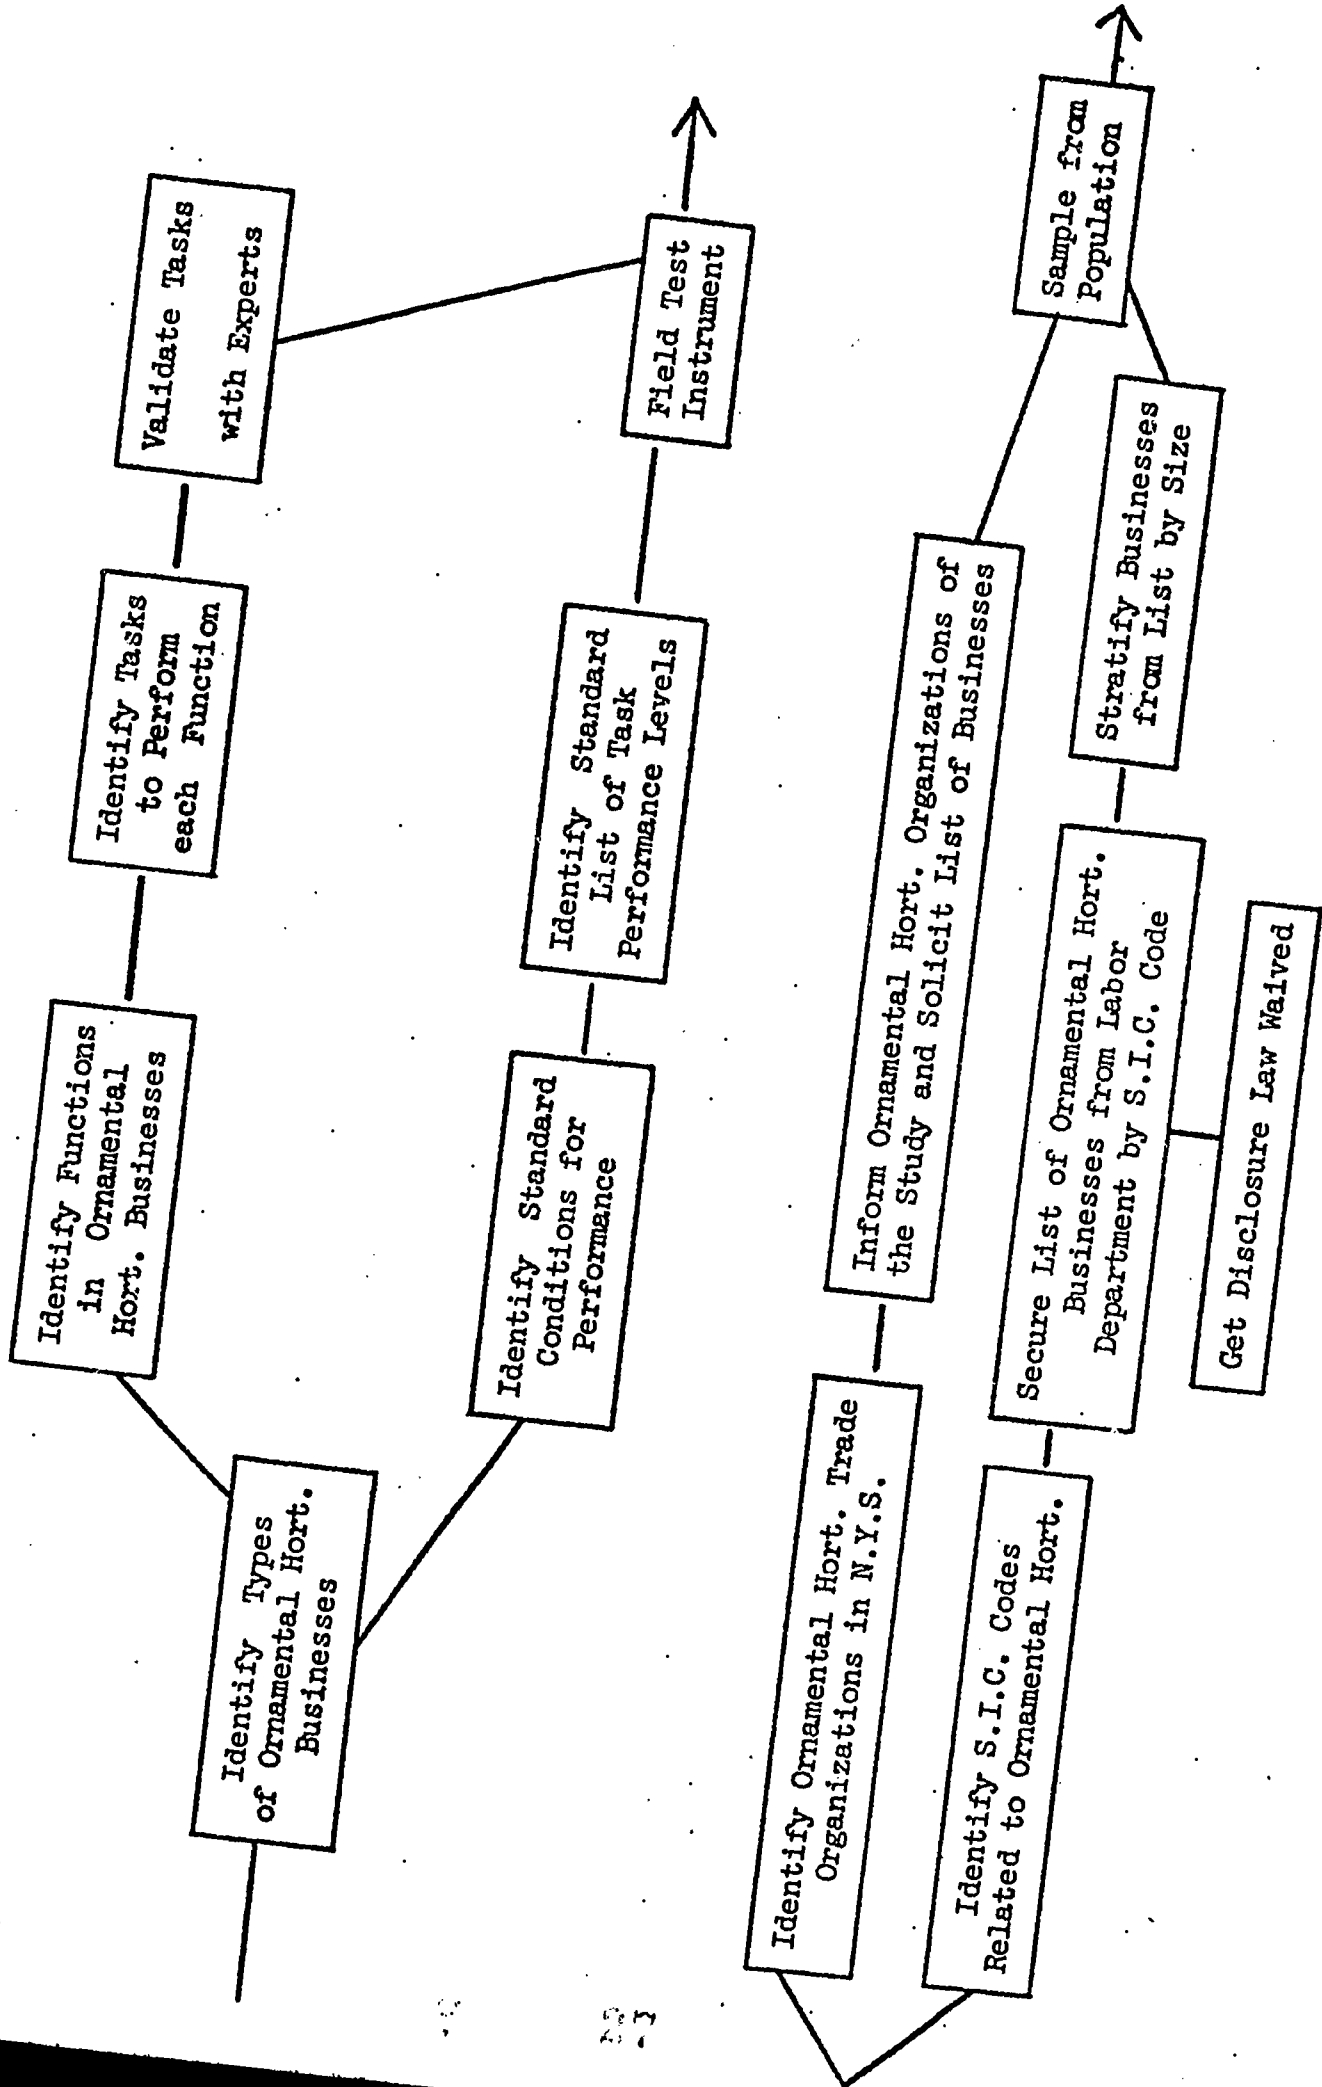 Identify Types
of Ornamental Hort.
Businesses
Identify Functions
in Ornamental
Hort. Businesses
Identify Tasks
to Perform
each Function
Validate Tasks
with Experts
Identify Standard
Conditions for
Performance
Identify Standard
List of Task
Performance Levels
Field Test
Instrument
Identify Ornamental Hort. Trade
Organizations in N.Y.S.
Inform Ornamental Hort. Organizations of
the Study and Solicit List of Businesses
Sample from
Population
Identify S.I.C. Codes
Related to Ornamental Hort.
Secure List of Ornamental Hort.
Businesses from Labor
Department by S.I.C. Code
Stratify Businesses
from List by Size
Get Disclosure Law Waived